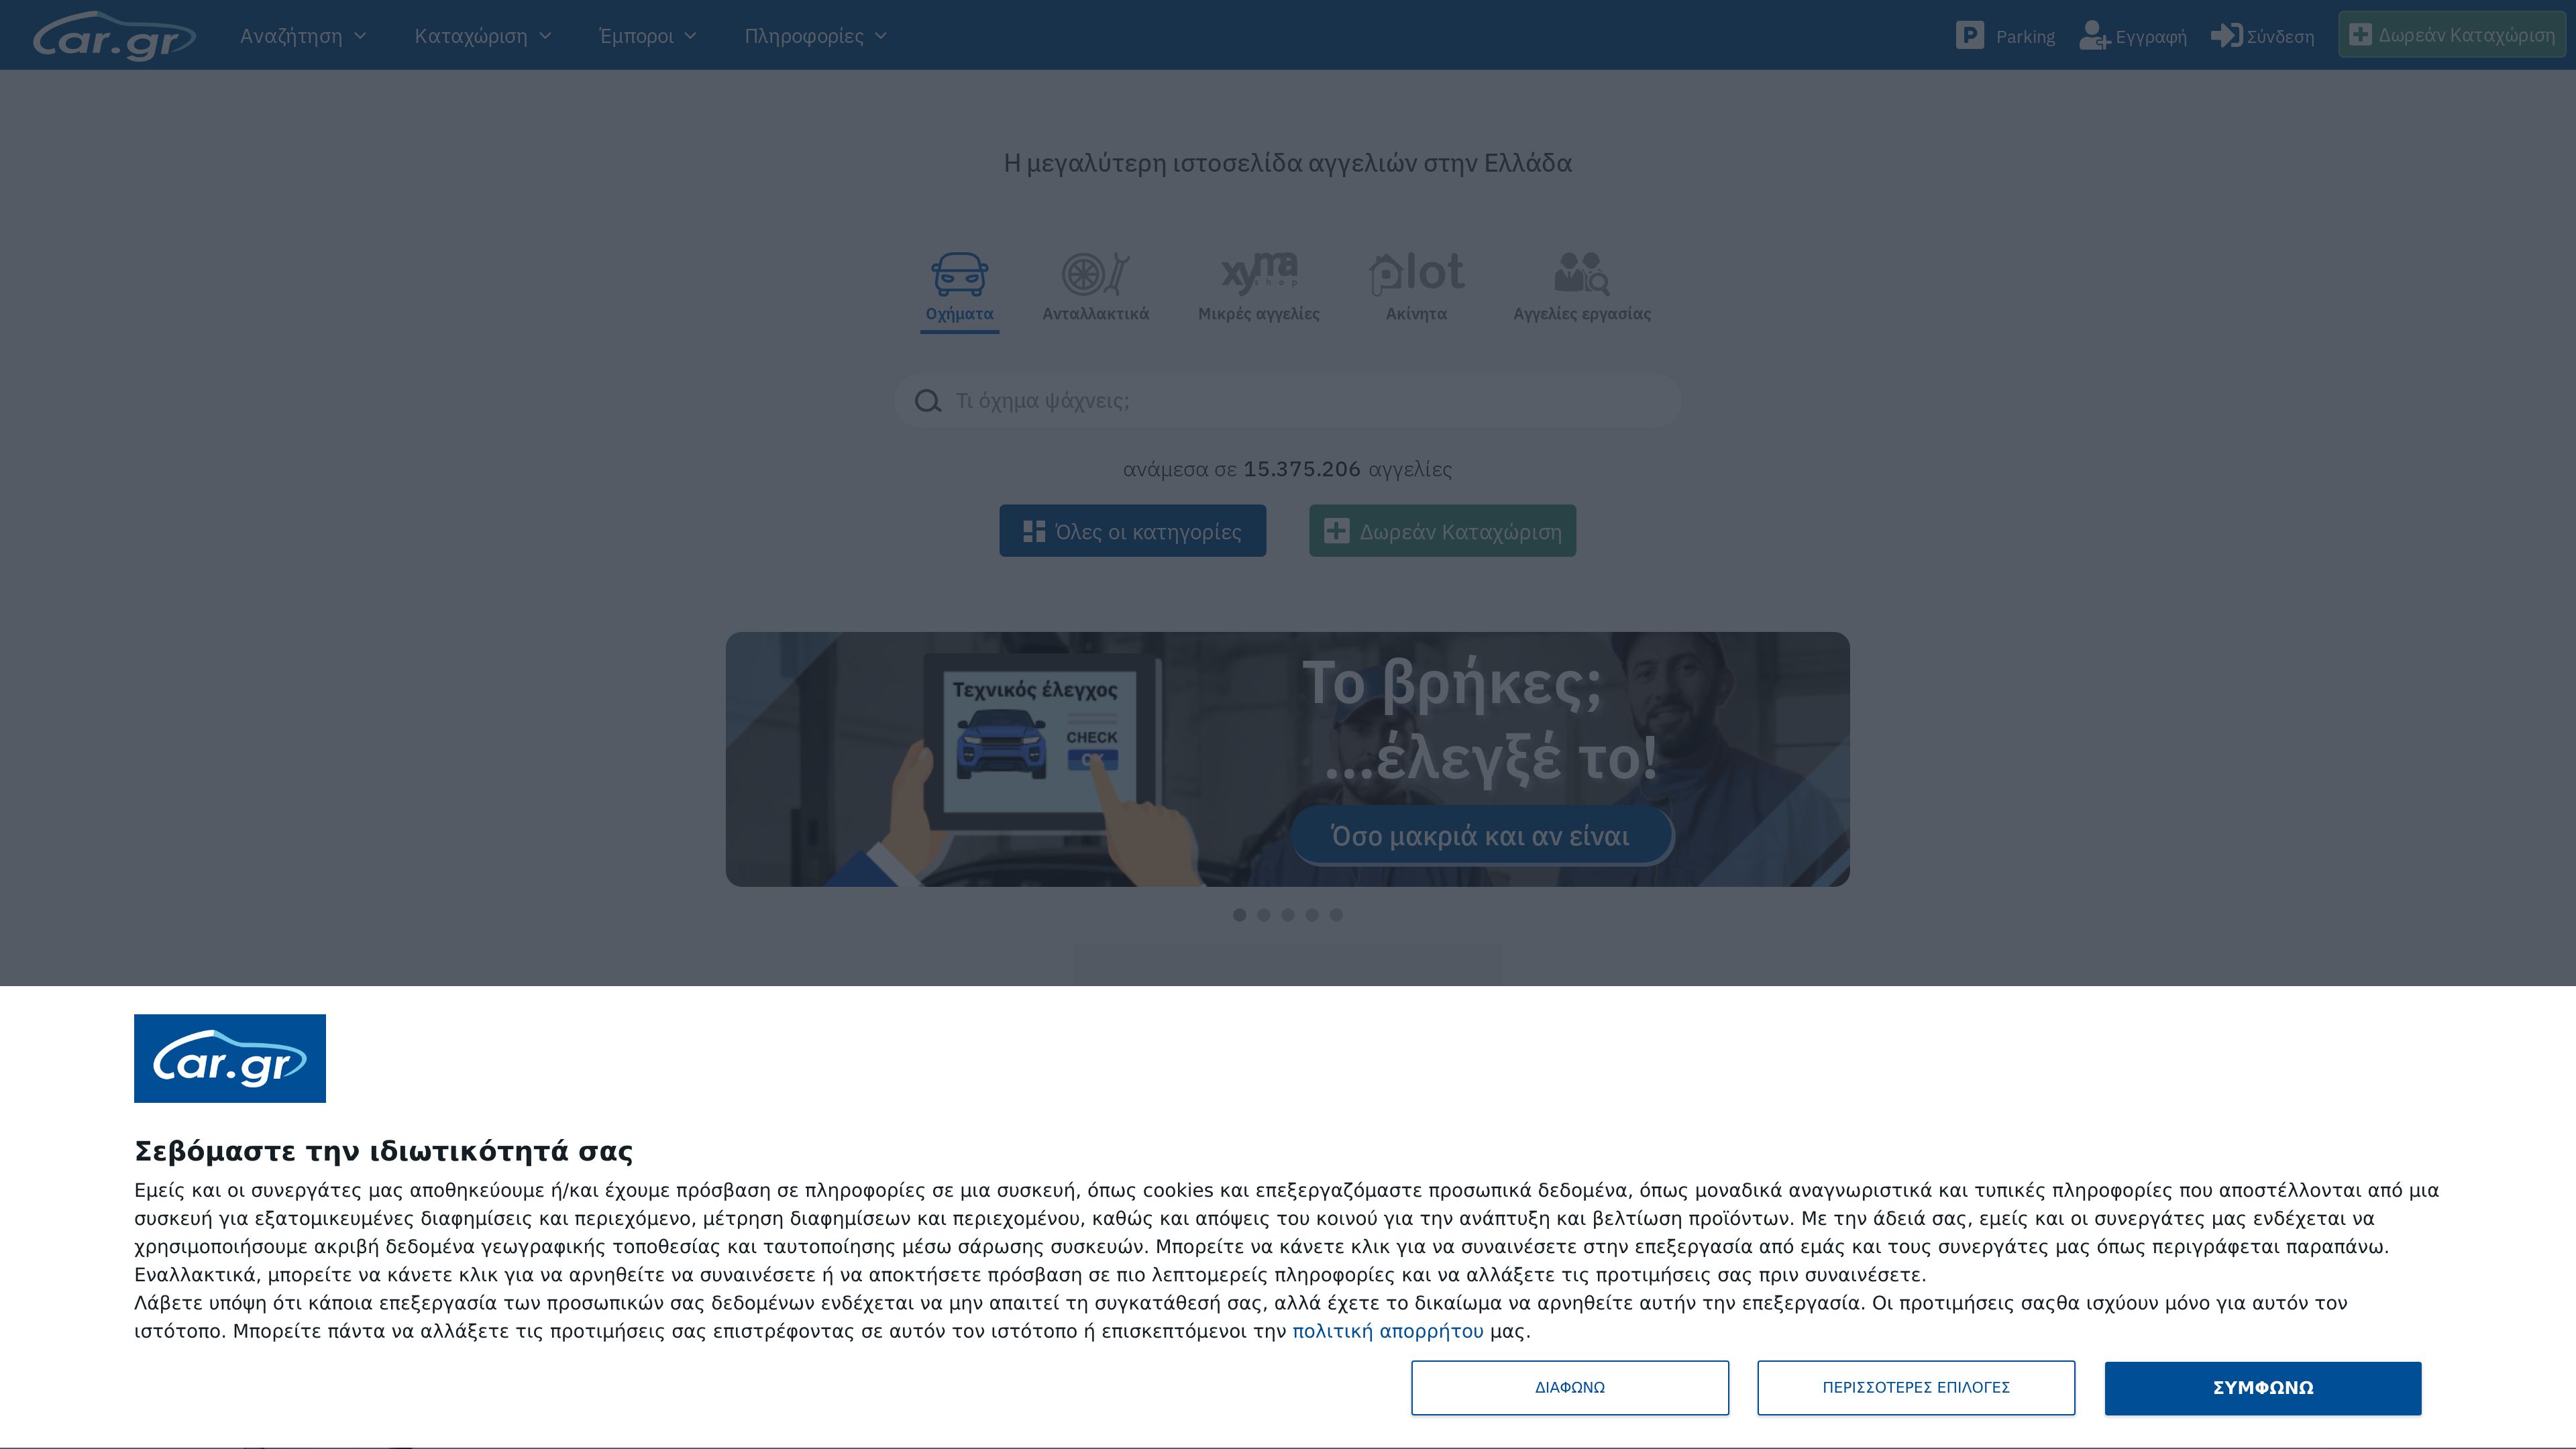 car.gr Αναζήτηση Καταχώριση Έμποροι Πληροφορίες Parking Εγγραφή Σύνδεση Δωρεάν Καταχώριση
Η μεγαλύτερη ιστοσελίδα αγγελιών στην Ελλάδα
xyma shop plot
Οχήματα Ανταλλακτικά Μικρές αγγελίες Ακίνητα Αγγελίες εργασίας
Τι όχημα ψάχνεις;
ανάμεσα σε 15.375.206 αγγελίες
Όλες οι κατηγορίες Δωρεάν Καταχώριση
Τεχνικός έλεγχος
CHECK
OK
Το βρήκες;
...έλεγξέ το!
Όσο μακριά και αν είναι
car.gr
Σεβόμαστε την ιδιωτικότητά σας
Εμείς και οι συνεργάτες μας αποθηκεύουμε ή/και έχουμε πρόσβαση σε πληροφορίες σε μια συσκευή, όπως cookies και επεξεργαζόμαστε προσωπικά δεδομένα, όπως μοναδικά αναγνωριστικά και τυπικές πληροφορίες που αποστέλλονται από μια
συσκευή για εξατομικευμένες διαφημίσεις και περιεχόμενο, μέτρηση διαφημίσεων και περιεχομένου, καθώς και απόψεις του κοινού για την ανάπτυξη και βελτίωση προϊόντων. Με την άδειά σας, εμείς και οι συνεργάτες μας ενδέχεται να
χρησιμοποιήσουμε ακριβή δεδομένα γεωγραφικής τοποθεσίας και ταυτοποίησης μέσω σάρωσης συσκευών. Μπορείτε να κάνετε κλικ για να συναινέσετε στην επεξεργασία από εμάς και τους συνεργάτες μας όπως περιγράφεται παραπάνω.
Εναλλακτικά, μπορείτε να κάνετε κλικ για να αρνηθείτε να συναινέσετε ή να αποκτήσετε πρόσβαση σε πιο λεπτομερείς πληροφορίες και να αλλάξετε τις προτιμήσεις σας πριν συναινέσετε.
Λάβετε υπόψη ότι κάποια επεξεργασία των προσωπικών σας δεδομένων ενδέχεται να μην απαιτεί τη συγκατάθεσή σας, αλλά έχετε το δικαίωμα να αρνηθείτε αυτήν την επεξεργασία. Οι προτιμήσεις σαςθα ισχύουν μόνο για αυτόν τον
ιστότοπο. Μπορείτε πάντα να αλλάξετε τις προτιμήσεις σας επιστρέφοντας σε αυτόν τον ιστότοπο ή επισκεπτόμενοι την πολιτική απορρήτου μας.
ΔΙΑΦΩΝΩ ΠΕΡΙΣΣΟΤΕΡΕΣ ΕΠΙΛΟΓΕΣ ΣΥΜΦΩΝΩ